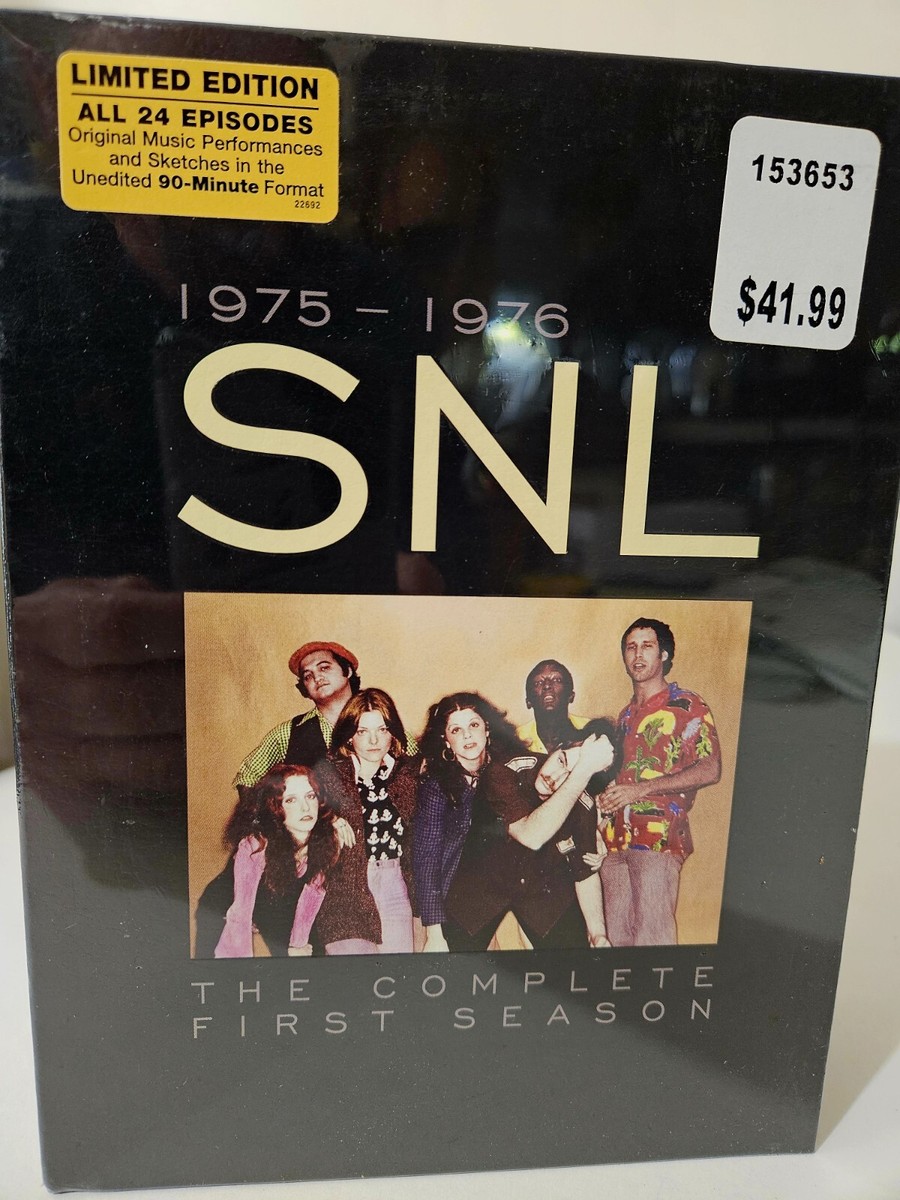 LIMITED EDITION
ALL 24 EPISODES
Original Music Performances
and Sketches in the
Unedited 90-Minute Format
22692
153653
$41.99
1975 – 1976
SNL
THE COMPLETE
FIRST SEASON